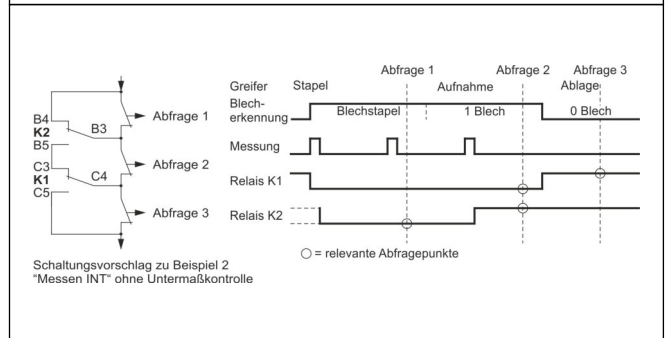 B4
K2
B5
C3
K1
C5
B3
C4
Abfrage 1
Abfrage 2
Abfrage 3
Schaltungsvorschlag zu Beispiel 2
“Messen INT“ ohne Untermaßkontrolle
Abfrage 1
Abfrage 2
Abfrage 3
Greifer
Stapel
Aufnahme
Ablage
Blech-
erkennung
Blechstapel
1 Blech
0 Blech
Messung
Relais K1
Relais K2
= relevante Abfragepunkte